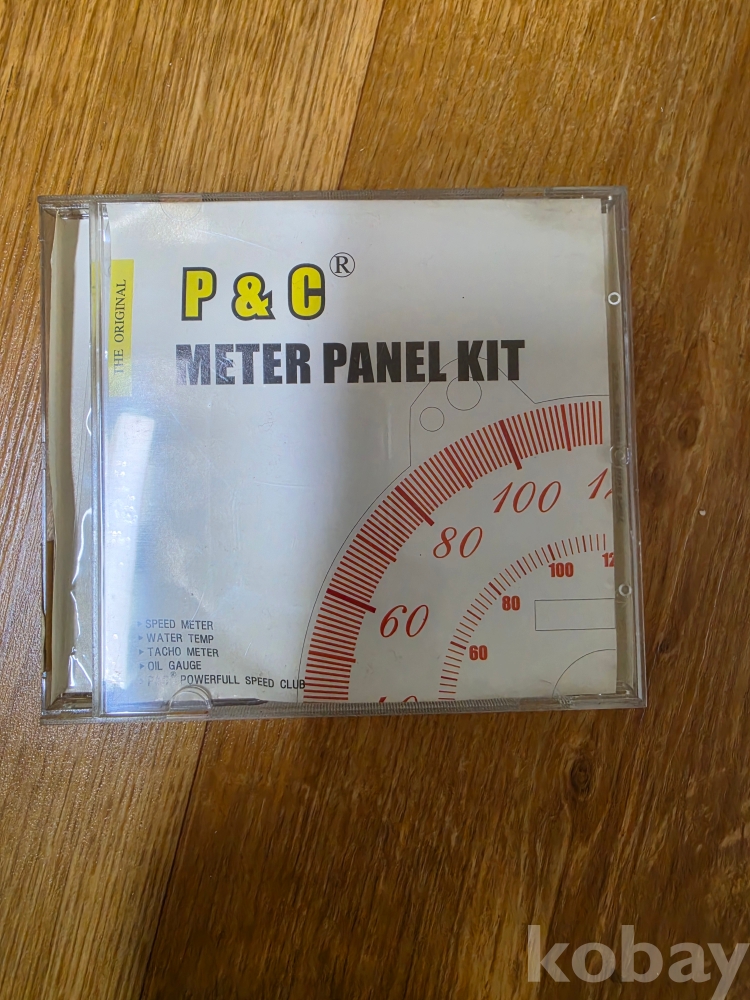 THE ORIGINAL
P & C®
METER PANEL KIT
100
80
60
100
80
60
SPEED METER
WATER TEMP
TACHO METER
OIL GAUGE
POWERFULL SPEED CLUB
kobay